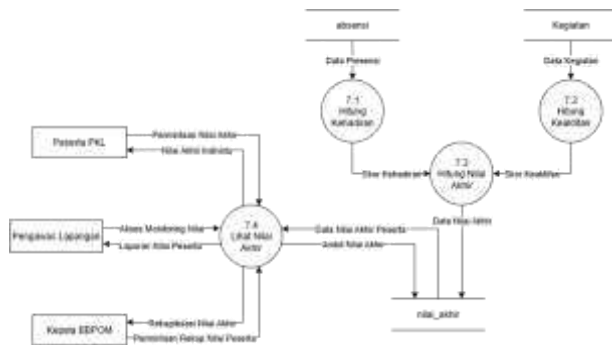 absensi
Kegiatan
Data Presensi
Data Kegiatan
7.1
Hitung
Kehadiran
7.2
Hitung
Keaktifan
Peserta PKL
Permintaan Nilai Akhir
Nilai Akhir Individu
Skor Kehadiran
7.3
Hitung Nilai
Akhir
Skor Keaktifan
Pengawas Lapangan
Akses Monitoring Nilai
Laporan Nilai Peserta
7.4
Lihat Nilai
Akhir
Data Nilai Akhir Peserta
Ambil Nilai Akhir
Data Nilai Akhir
nilai_akhir
Kepala BBPOM
Rekapitulasi Nilai Akhir
Permintaan Rekap Nilai Peserta